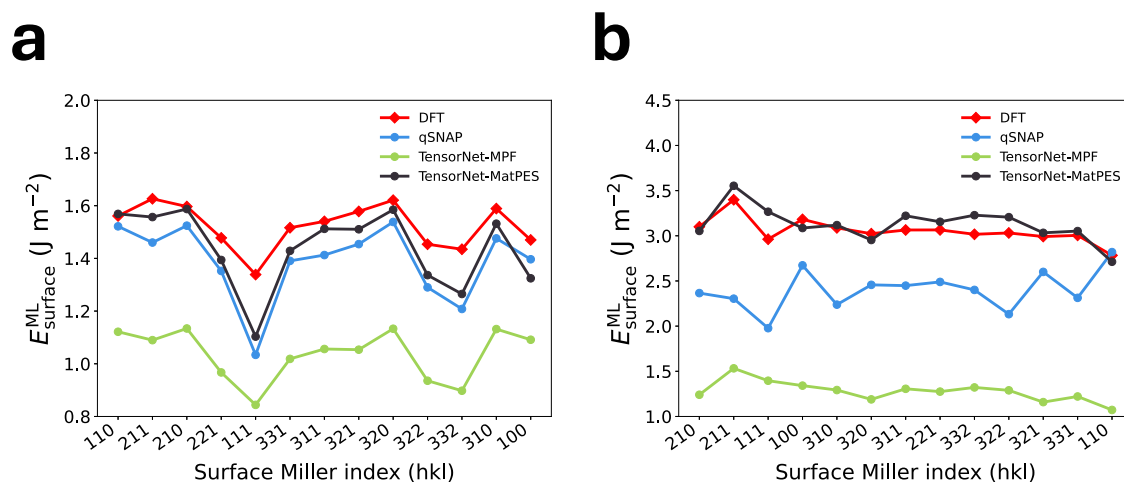 a
2.0
1.8
1.6
1.4
1.2
1.0
0.8
E^ML_surface (J m⁻²)
DFT
qSNAP
TensorNet-MPF
TensorNet-MatPES
110 211 210 221 111 331 311 321 320 322 332 310 100
Surface Miller index (hkl)
b
4.5
4.0
3.5
3.0
2.5
2.0
1.5
1.0
E^ML_surface (J m⁻²)
DFT
qSNAP
TensorNet-MPF
TensorNet-MatPES
210 211 111 100 310 320 311 221 332 322 321 331 110
Surface Miller index (hkl)